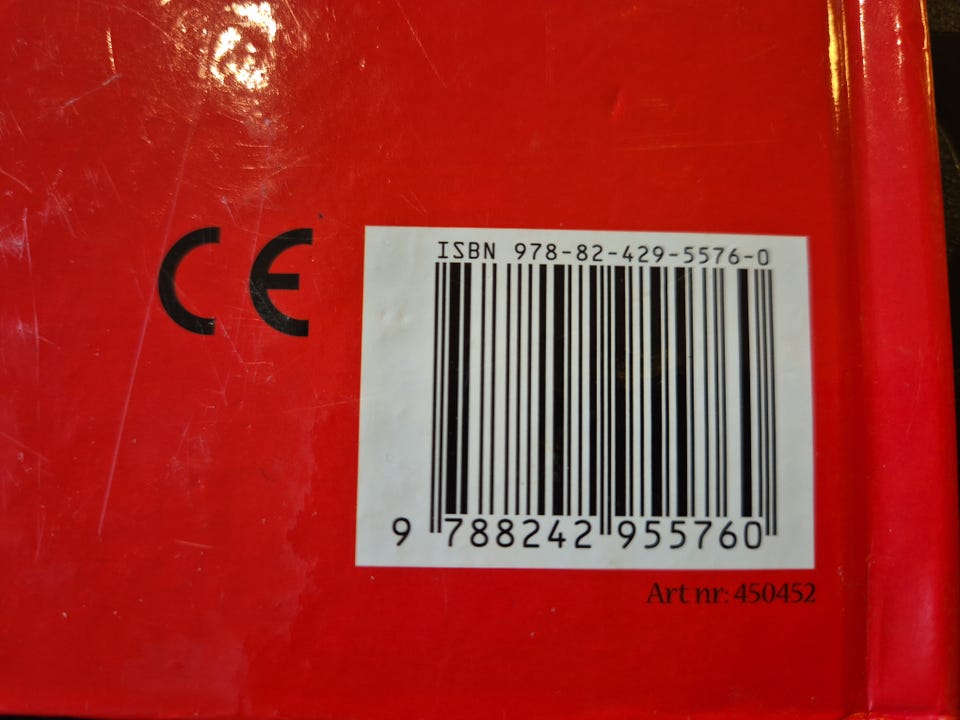 CE
ISBN 978-82-429-5576-0
9 788242 955760
Art nr: 450452